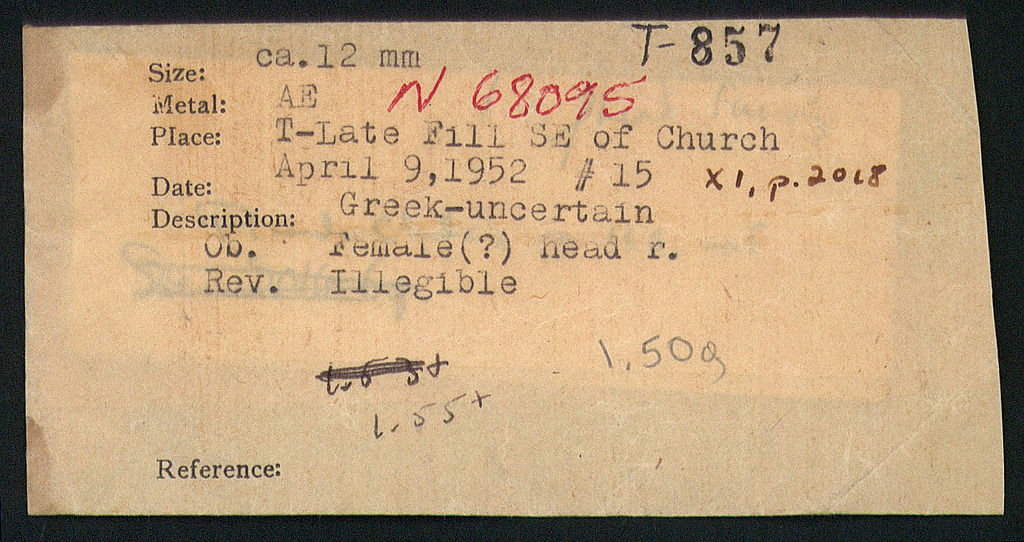 Size: ca.12 mm T-857
Metal: AE N 68095
Place: T-Late Fill SE of Church
Date: April 9,1952 # 15 XI, p.2018
Description: Greek-uncertain
Ob. Female(?) head r.
Rev. Illegible
1.50g
1.55+
Reference: